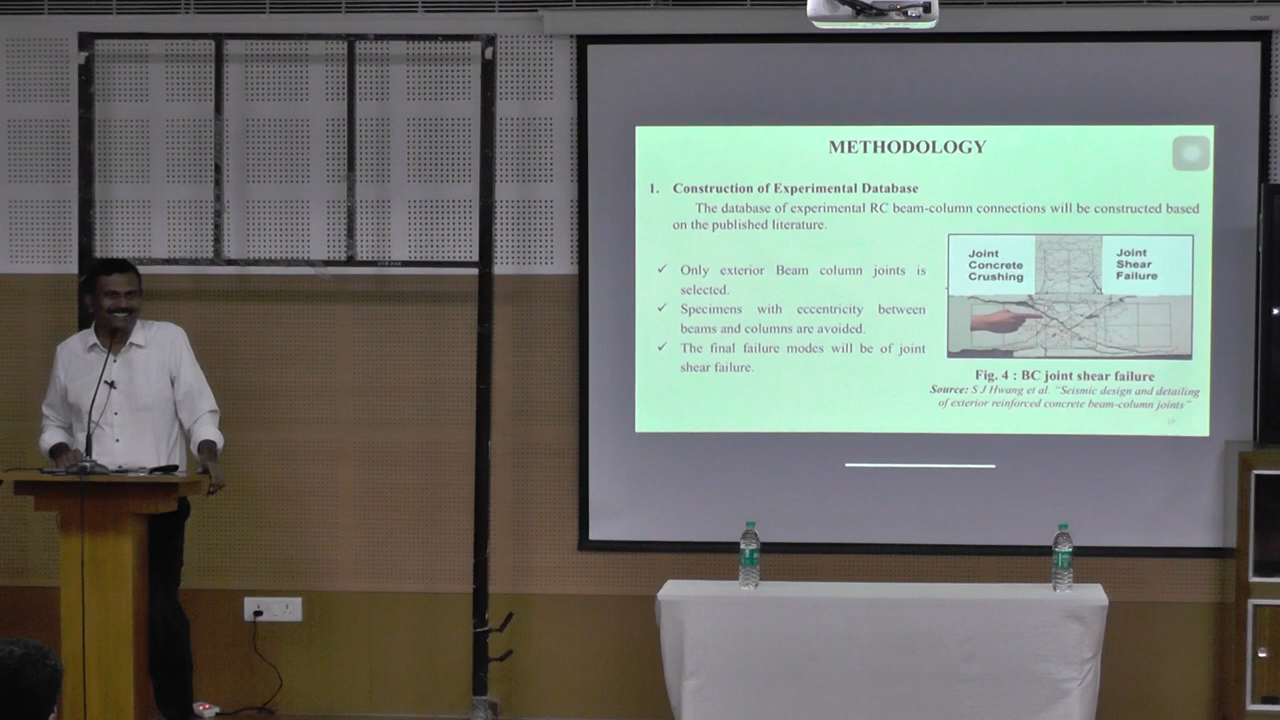 METHODOLOGY
1. Construction of Experimental Database
The database of experimental RC beam-column connections will be constructed based
on the published literature.
✓ Only exterior Beam column joints is
selected.
✓ Specimens with eccentricity between
beams and columns are avoided.
✓ The final failure modes will be of joint
shear failure.
Joint
Concrete
Crushing
Joint
Shear
Failure
Fig. 4 : BC joint shear failure
Source: S J Hwang et al. "Seismic design and detailing
of exterior reinforced concrete beam-column joints"